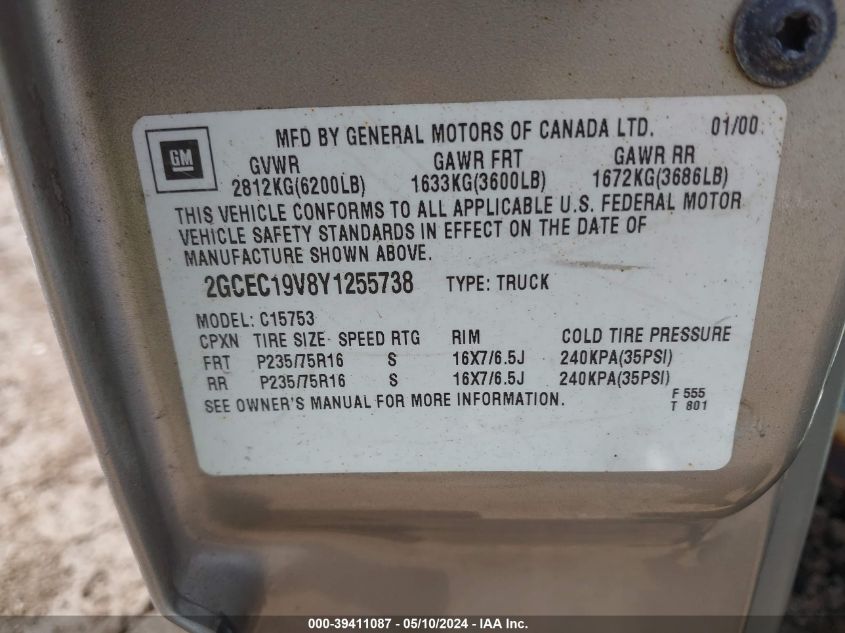 MFD BY GENERAL MOTORS OF CANADA LTD. 01/00
GM
GVWR GAWR FRT GAWR RR
2812KG(6200LB) 1633KG(3600LB) 1672KG(3686LB)
THIS VEHICLE CONFORMS TO ALL APPLICABLE U.S. FEDERAL MOTOR
VEHICLE SAFETY STANDARDS IN EFFECT ON THE DATE OF
MANUFACTURE SHOWN ABOVE.
2GCEC19V8Y1255738 TYPE: TRUCK
MODEL: C15753
CPXN TIRE SIZE SPEED RTG RIM COLD TIRE PRESSURE
FRT P235/75R16 S 16X7/6.5J 240KPA(35PSI)
RR P235/75R16 S 16X7/6.5J 240KPA(35PSI)
SEE OWNER'S MANUAL FOR MORE INFORMATION.
F 555
T 801
000-39411087 - 05/10/2024 - IAA Inc.